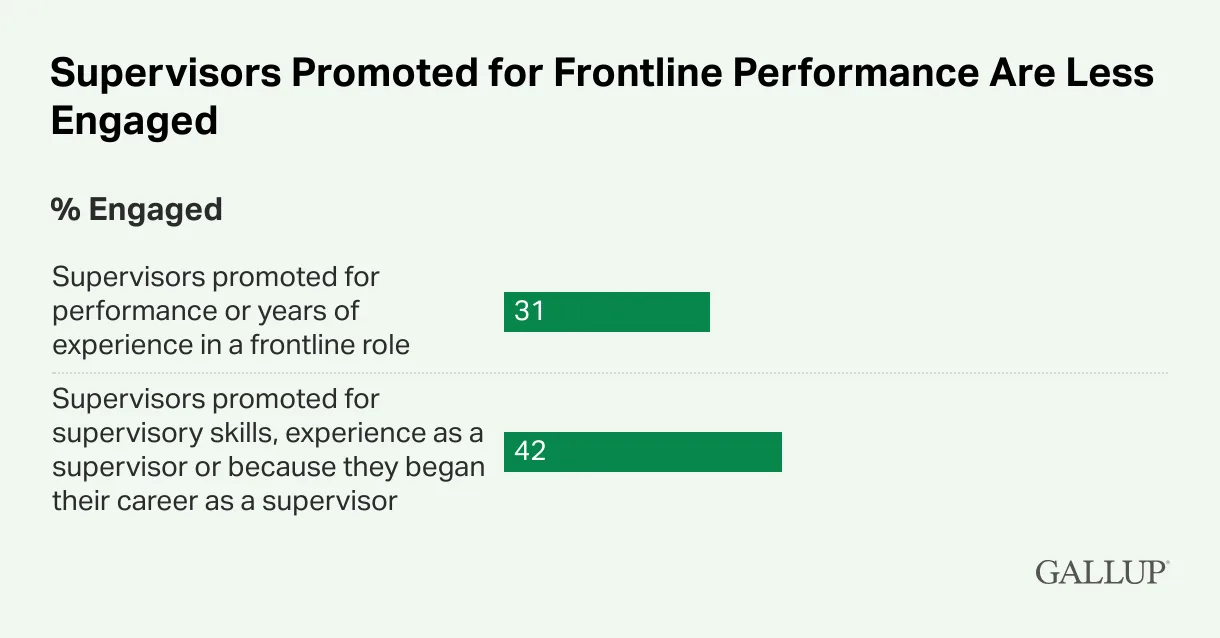 Supervisors Promoted for Frontline Performance Are Less
Engaged
% Engaged
Supervisors promoted for
performance or years of
experience in a frontline role
31
Supervisors promoted for
supervisory skills, experience as a
supervisor or because they began
their career as a supervisor
42
GALLUP®